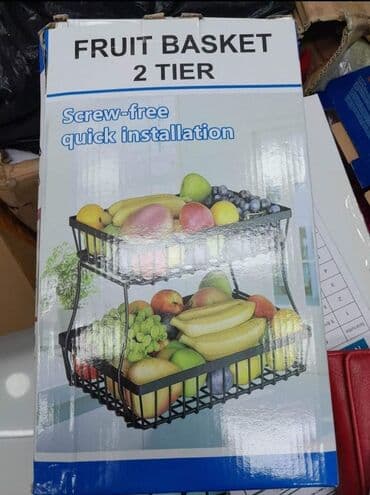 FRUIT BASKET
2 TIER
Screw-free
quick installation